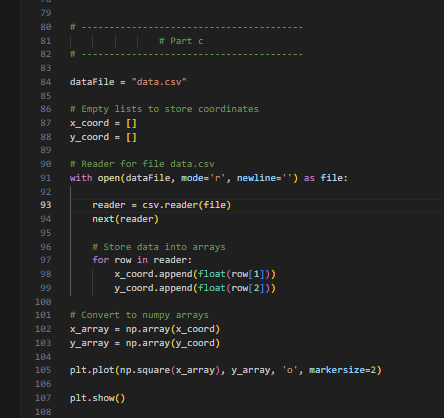 79
80 # ----------------------------------------
81 # Part c
82 # ----------------------------------------
83
84 dataFile = "data.csv"
85
86 # Empty lists to store coordinates
87 x_coord = []
88 y_coord = []
89
90 # Reader for file data.csv
91 with open(dataFile, mode='r', newline='') as file:
92
93 reader = csv.reader(file)
94 next(reader)
95
96 # Store data into arrays
97 for row in reader:
98 x_coord.append(float(row[1]))
99 y_coord.append(float(row[2]))
100
101 # Convert to numpy arrays
102 x_array = np.array(x_coord)
103 y_array = np.array(y_coord)
104
105 plt.plot(np.square(x_array), y_array, 'o', markersize=2)
106
107 plt.show()
108